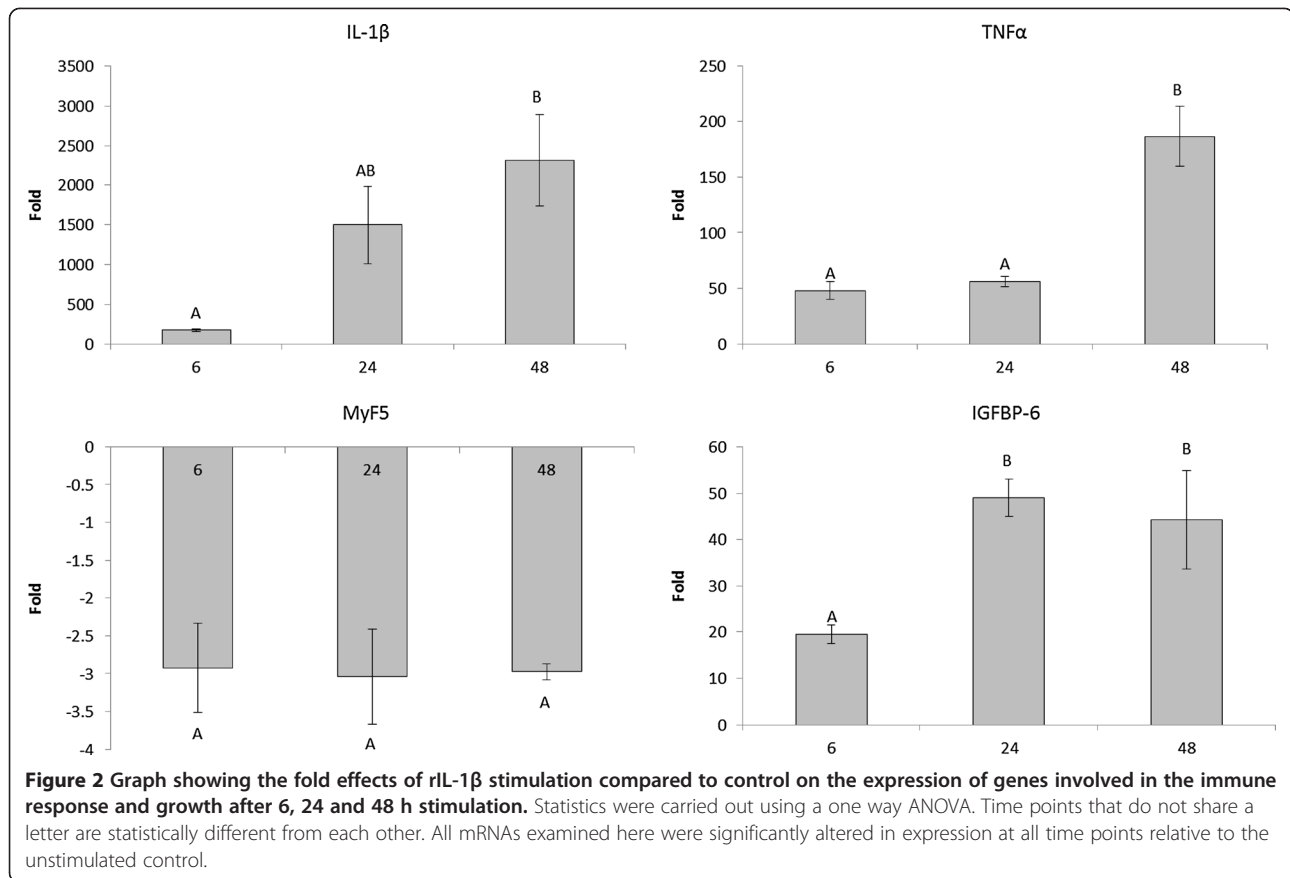 IL-1β
3500
3000
2500
2000
1500
1000
500
0
Fold
A
AB
B
6
24
48
TNFα
250
200
150
100
50
0
Fold
A
A
B
6
24
48
MyF5
0
-0.5
-1
-1.5
-2
-2.5
-3
-3.5
-4
Fold
6
24
48
A
A
A
IGFBP-6
60
50
40
30
20
10
0
Fold
A
B
B
6
24
48
Figure 2 Graph showing the fold effects of rIL-1β stimulation compared to control on the expression of genes involved in the immune
response and growth after 6, 24 and 48 h stimulation. Statistics were carried out using a one way ANOVA. Time points that do not share a
letter are statistically different from each other. All mRNAs examined here were significantly altered in expression at all time points relative to the
unstimulated control.